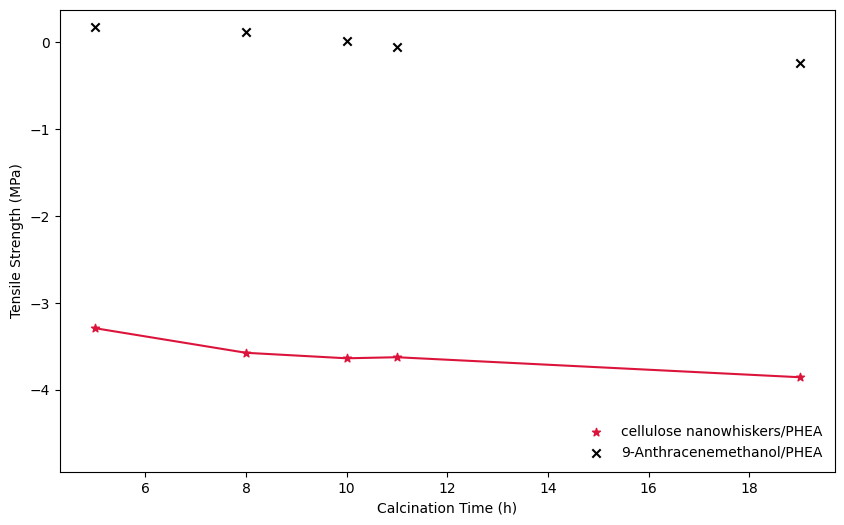 0
−1
−2
−3
−4
Tensile Strength (MPa)
6 8 10 12 14 16 18
Calcination Time (h)
cellulose nanowhiskers/PHEA
9-Anthracenemethanol/PHEA